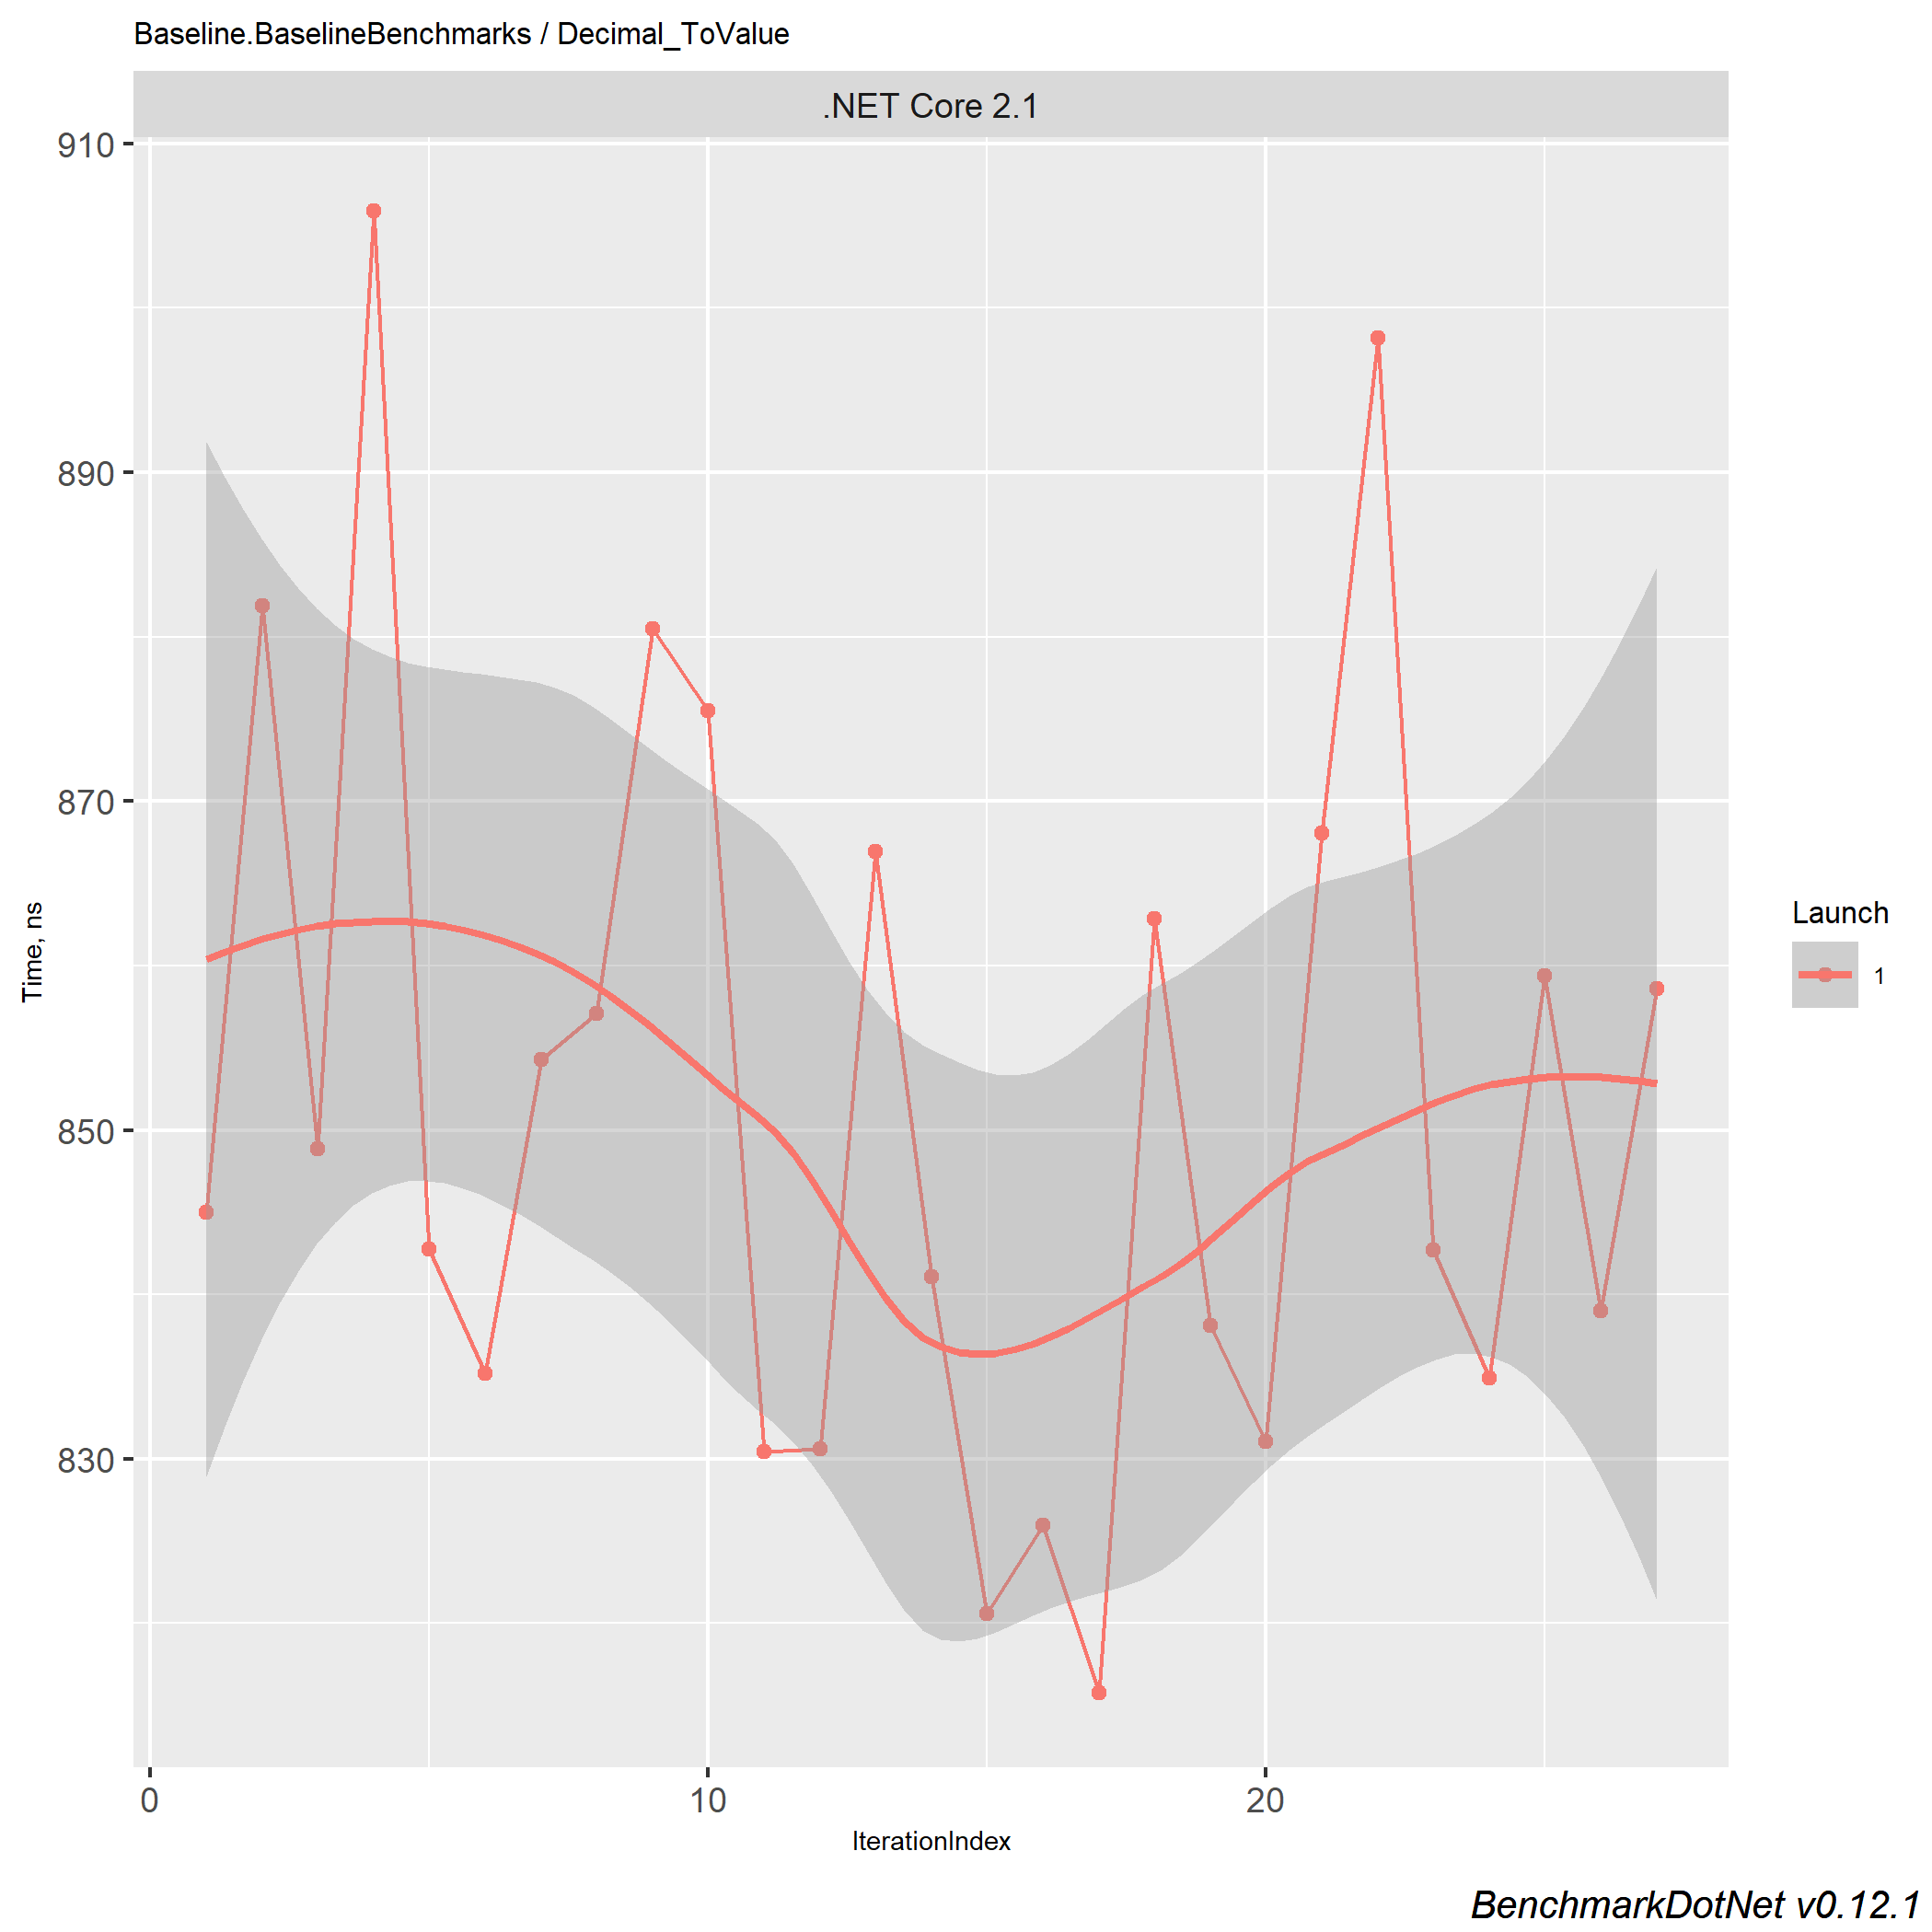 Baseline.BaselineBenchmarks / Decimal_ToValue
.NET Core 2.1
910
890
870
850
830
Time, ns
0 10 20
IterationIndex
Launch
1
BenchmarkDotNet v0.12.1